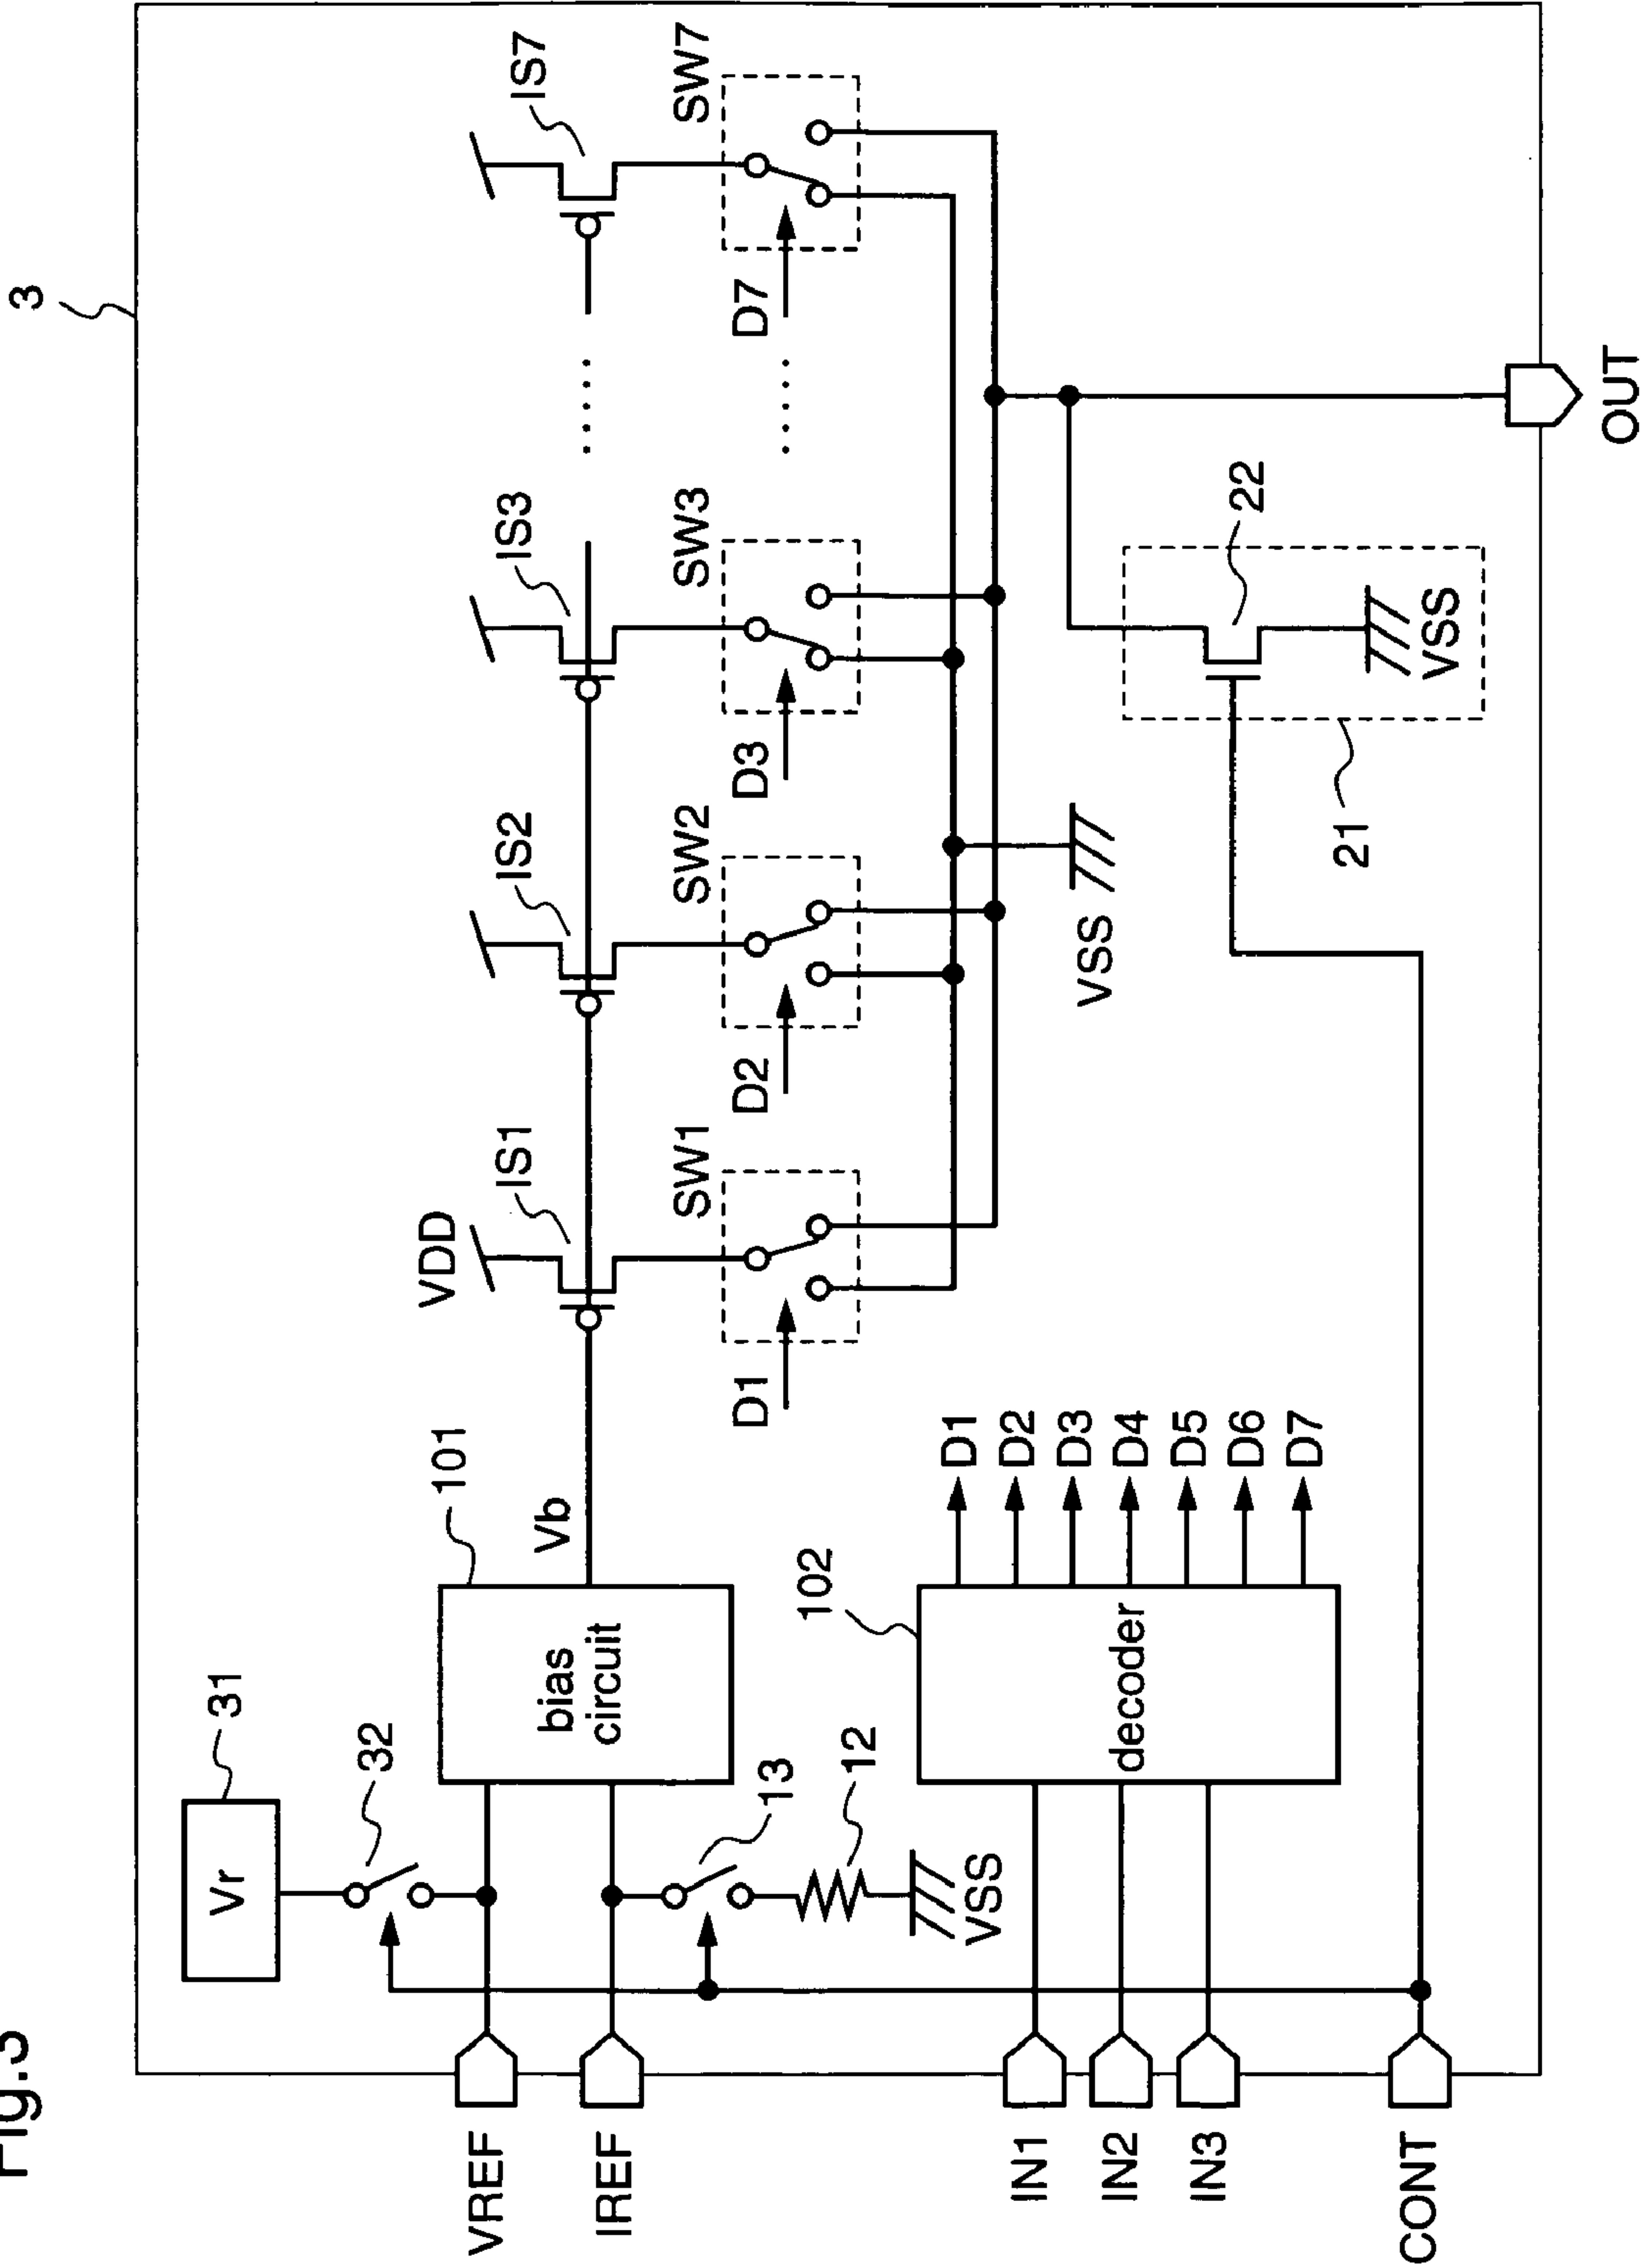 Fig.3
3
31
Vr
32
VREF
IREF
13
12
VSS
bias
circuit
101
Vb
VDD
IS1
IS2
IS3
IS7
SW1
SW2
SW3
SW7
D1
D2
D3
D7
VSS
102
decoder
D1
D2
D3
D4
D5
D6
D7
IN1
IN2
IN3
CONT
21
22
VSS
OUT